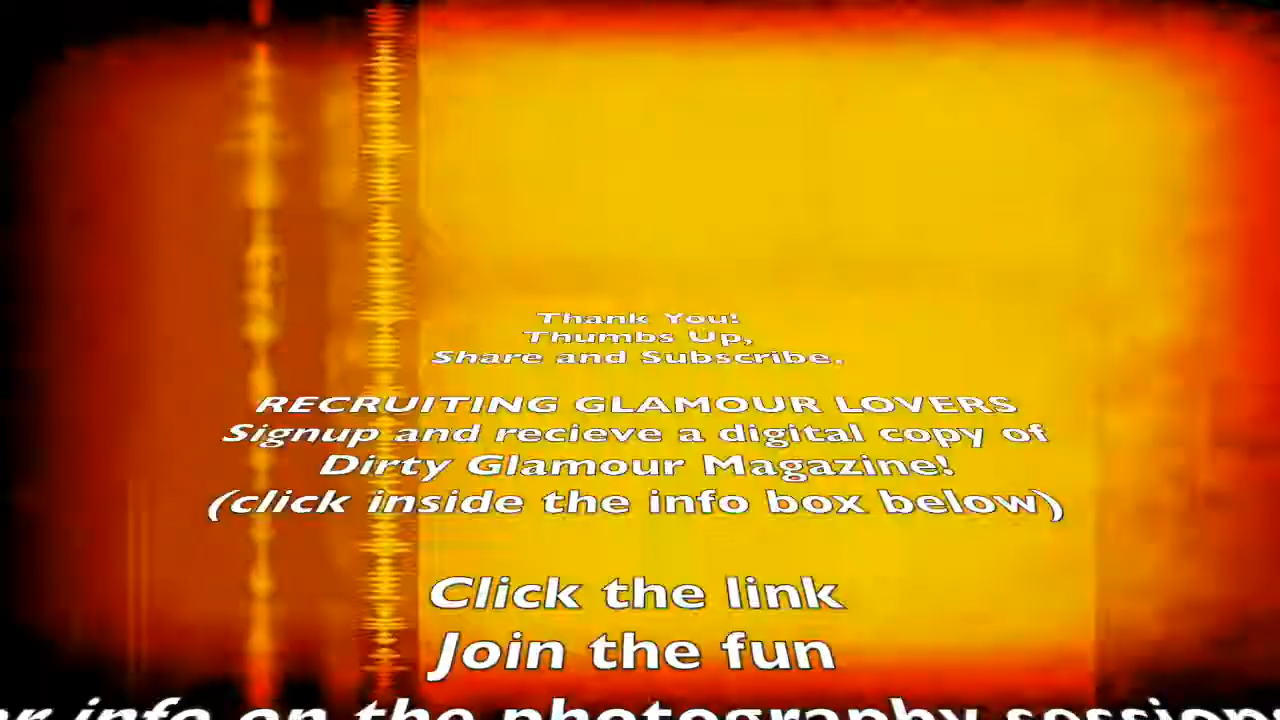 Thank You!
Thumbs Up,
Share and Subscribe.
RECRUITING GLAMOUR LOVERS
Signup and recieve a digital copy of
Dirty Glamour Magazine!
(click inside the info box below)
Click the link
Join the fun
info on the photography